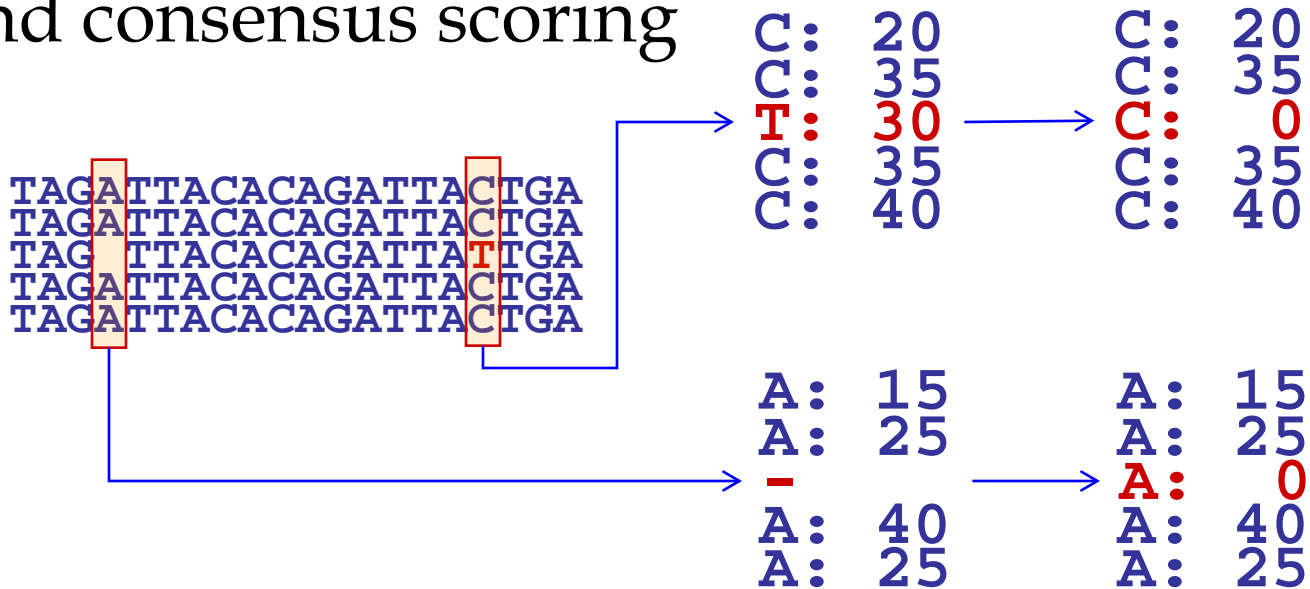 nd consensus scoring
TAGATTACACAGATTACTGA
TAGATTACACAGATTACTGA
TAG TTACACAGATTATTGA
TAGATTACACAGATTACTGA
TAGATTACACAGATTACTGA
C: 20
C: 35
T: 30
C: 35
C: 40
C: 20
C: 35
C: 0
C: 35
C: 40
A: 15
A: 25
-
A: 40
A: 25
A: 15
A: 25
A: 0
A: 40
A: 25